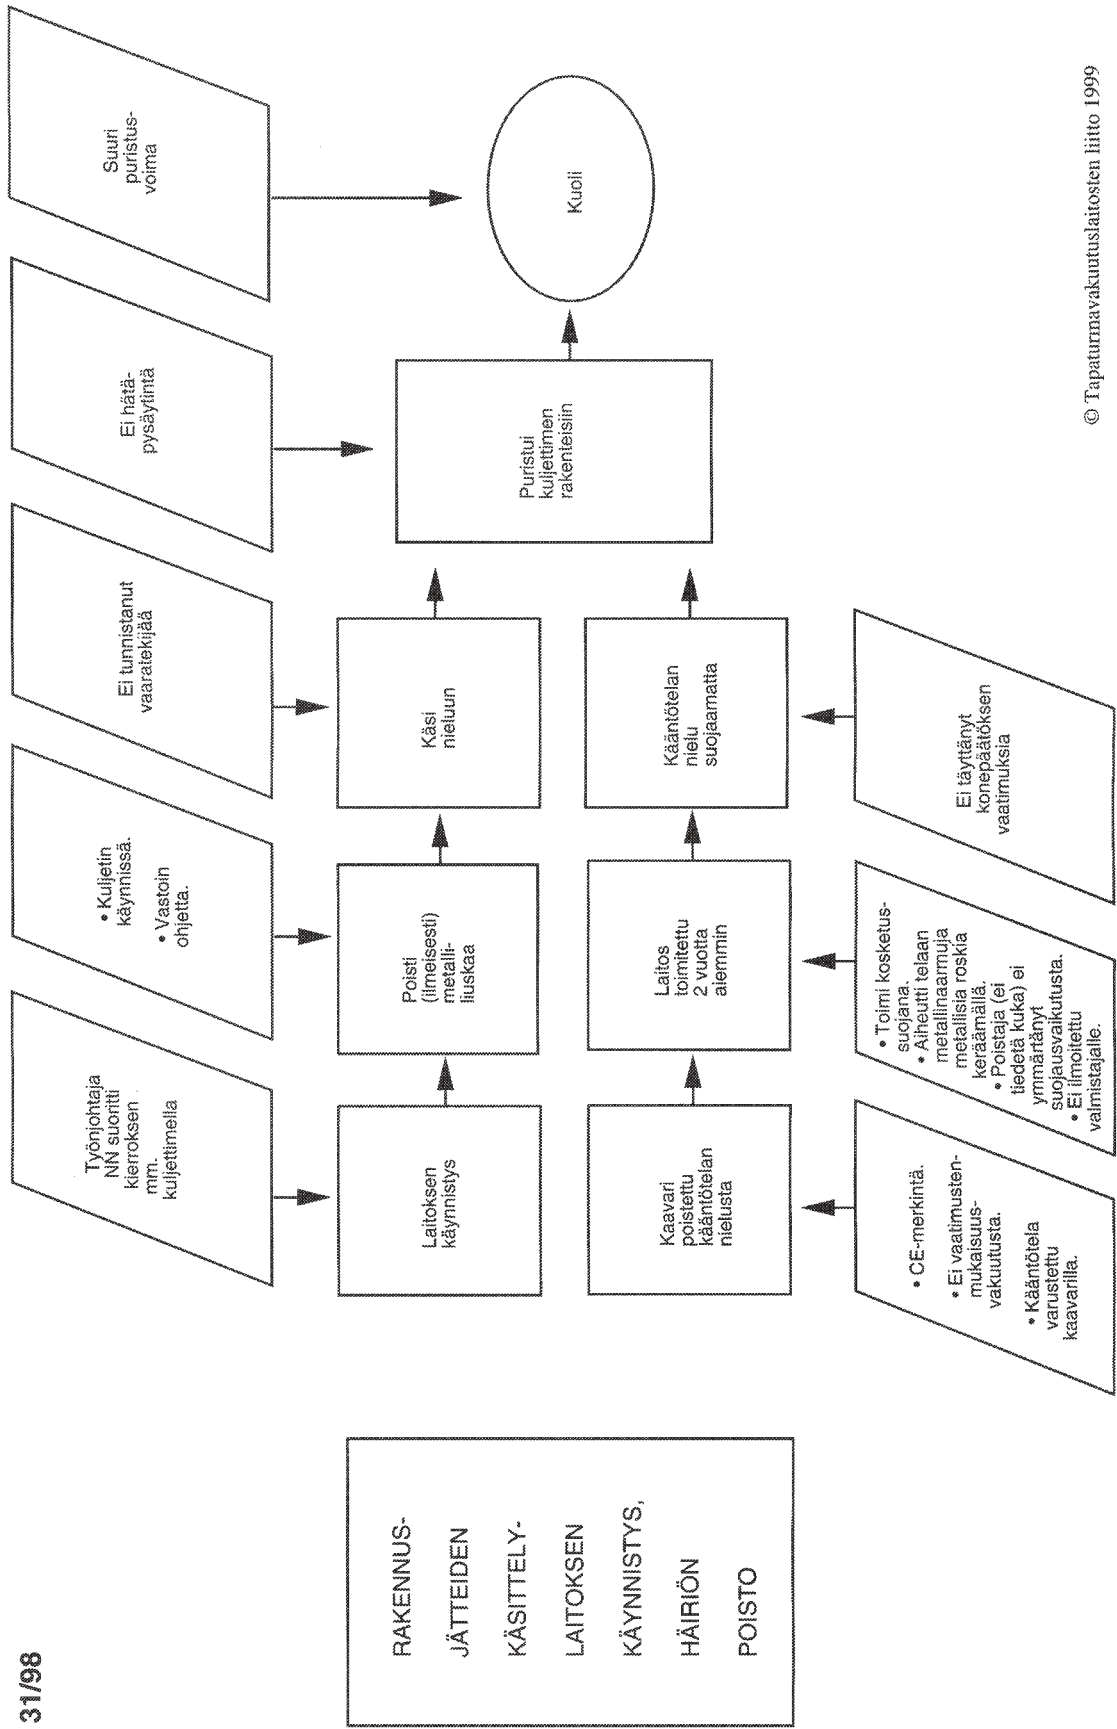 31/98
RAKENNUS-
JÄTTEIDEN
KÄSITTELY-
LAITOKSEN
KÄYNNISTYS,
HÄIRIÖN
POISTO
Työnjohtaja
NN suoritti
kierroksen
mm.
kuljettimella
• Kuljetin
käynnissä.
• Vastoin
ohjetta.
Ei tunnistanut
vaaratekijää
Ei hätä-
pysäytintä
Suuri
puristus-
voima
Laitoksen
käynnistys
Poisti
(ilmeisesti)
metalli-
liuskaa
Käsi
nieluun
Puristui
kuljettimen
rakenteisiin
Kuoli
Kaavari
poistettu
kääntötelan
nielusta
Laitos
toimitettu
2 vuotta
aiemmin
Kääntötelan
nielu
suojaamatta
• CE-merkintä.
• Ei vaatimusten-
mukaisuus-
vakuutusta.
• Kääntötela
varustettu
kaavarilla.
• Toimi kosketus-
suojana.
• Aiheutti telaan
metallinaarmuja
metallisia roskia
keräämällä.
• Poistaja (ei
tiedetä kuka) ei
ymmärtänyt
suojausvaikutusta.
• Ei ilmoitettu
valmistajalle.
Ei täyttänyt
konepäätöksen
vaatimuksia
© Tapaturmavakuutuslaitosten liitto 1999